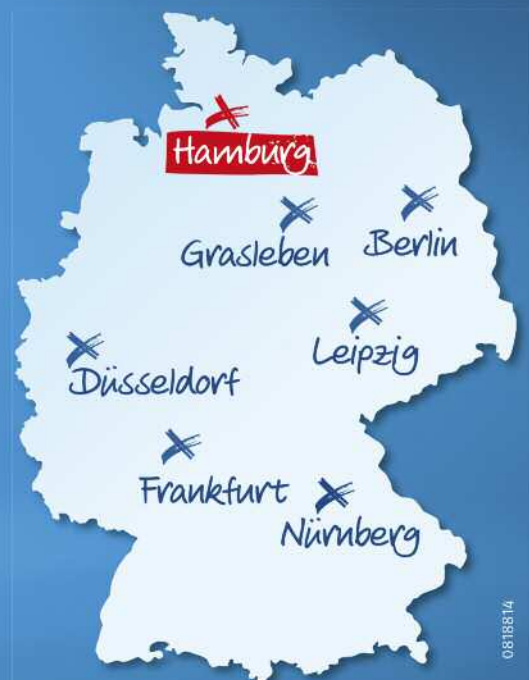 Hamburg
Grasleben
Berlin
Leipzig
Düsseldorf
Frankfurt
Nürnberg
0818814